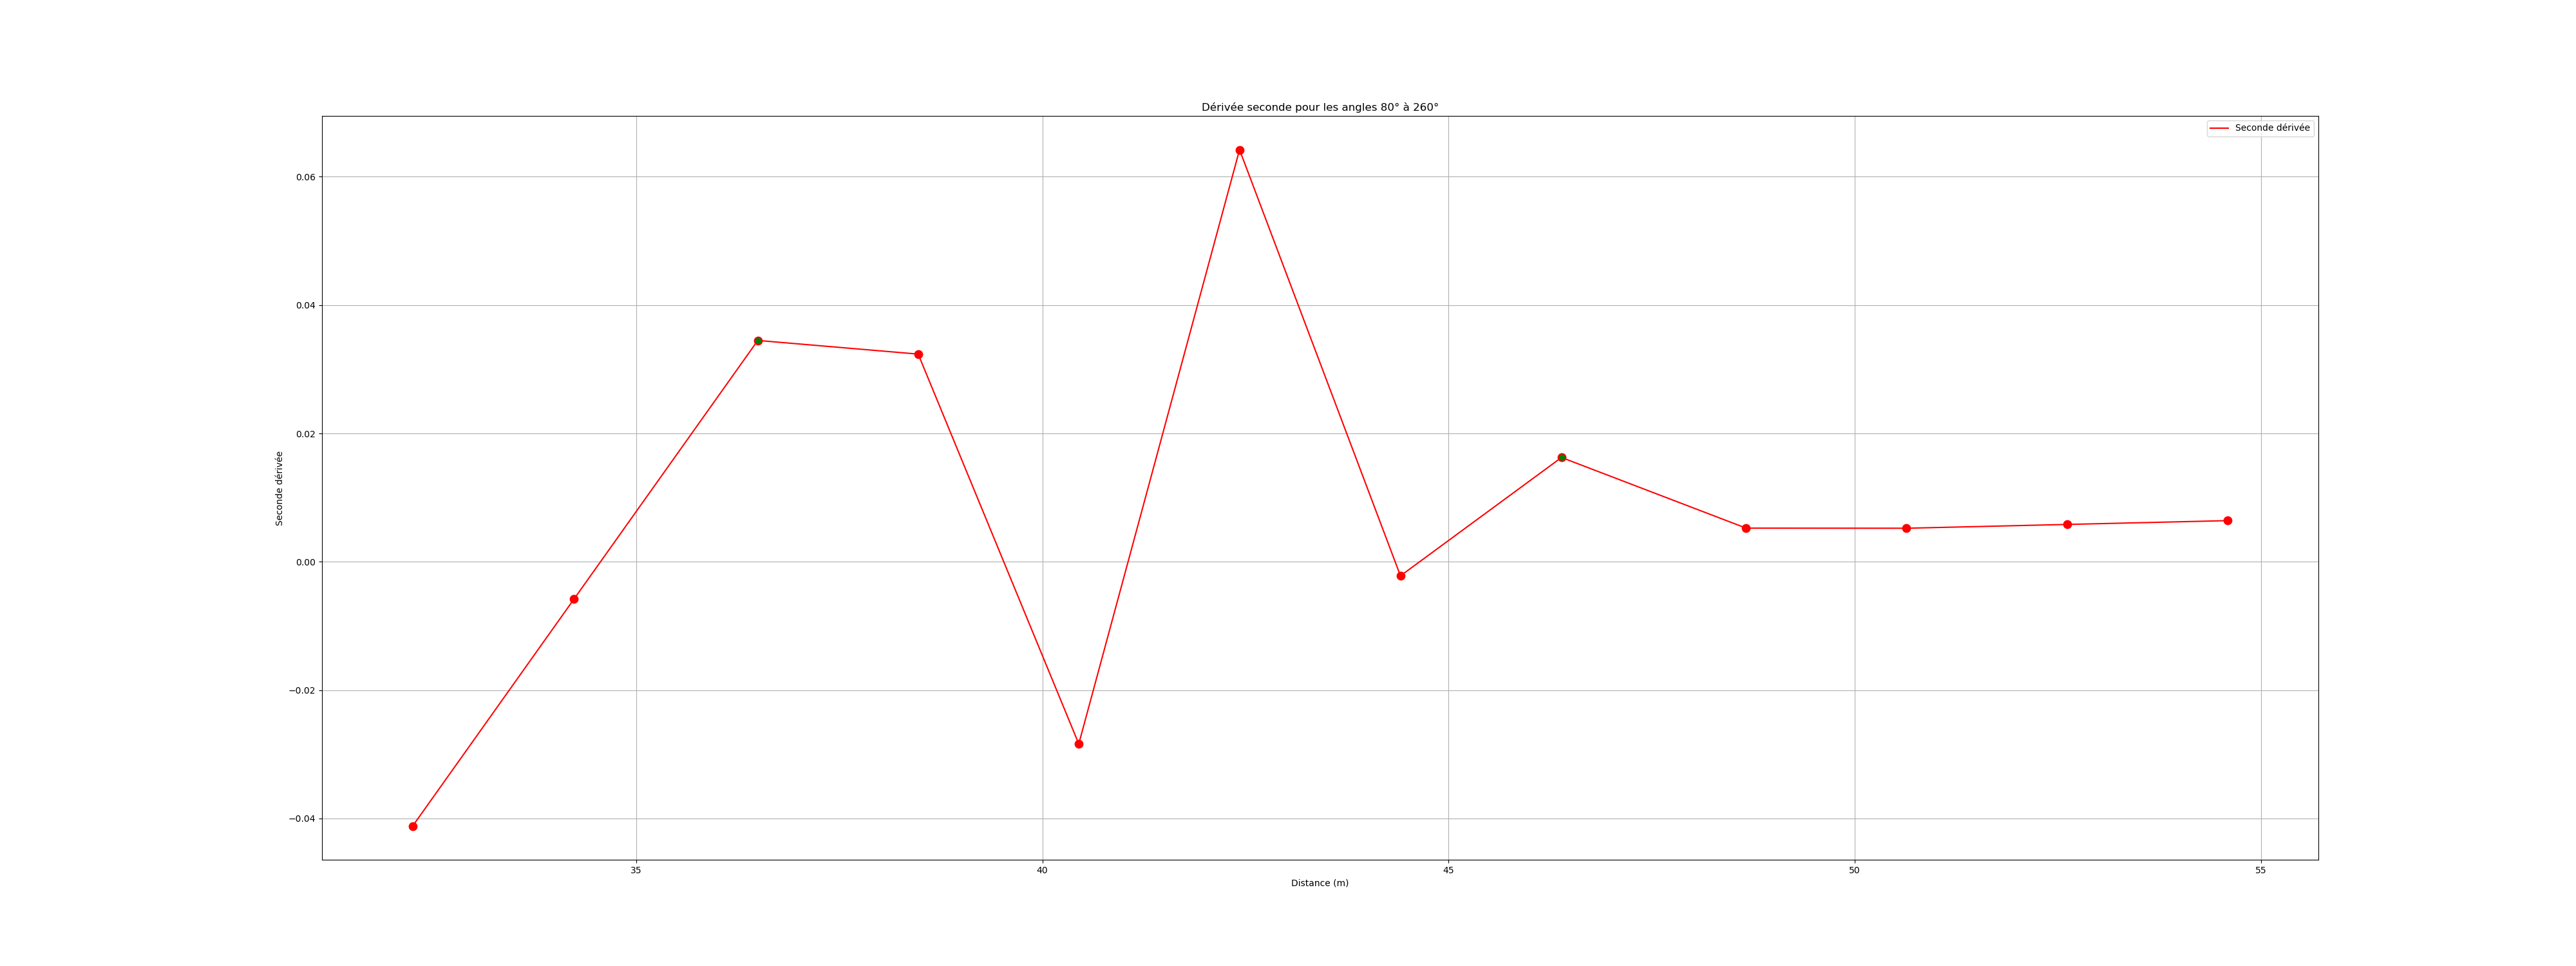 Dérivée seconde pour les angles 80° à 260°
Seconde dérivée
0.06
0.04
0.02
0.00
−0.02
−0.04
Seconde dérivée
35
40
45
50
55
Distance (m)